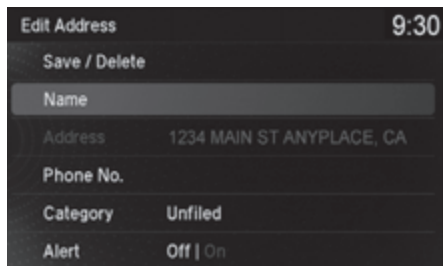 Edit Address 9:30
Save / Delete
Name
Address 1234 MAIN ST ANYPLACE, CA
Phone No.
Category Unfiled
Alert Off | On